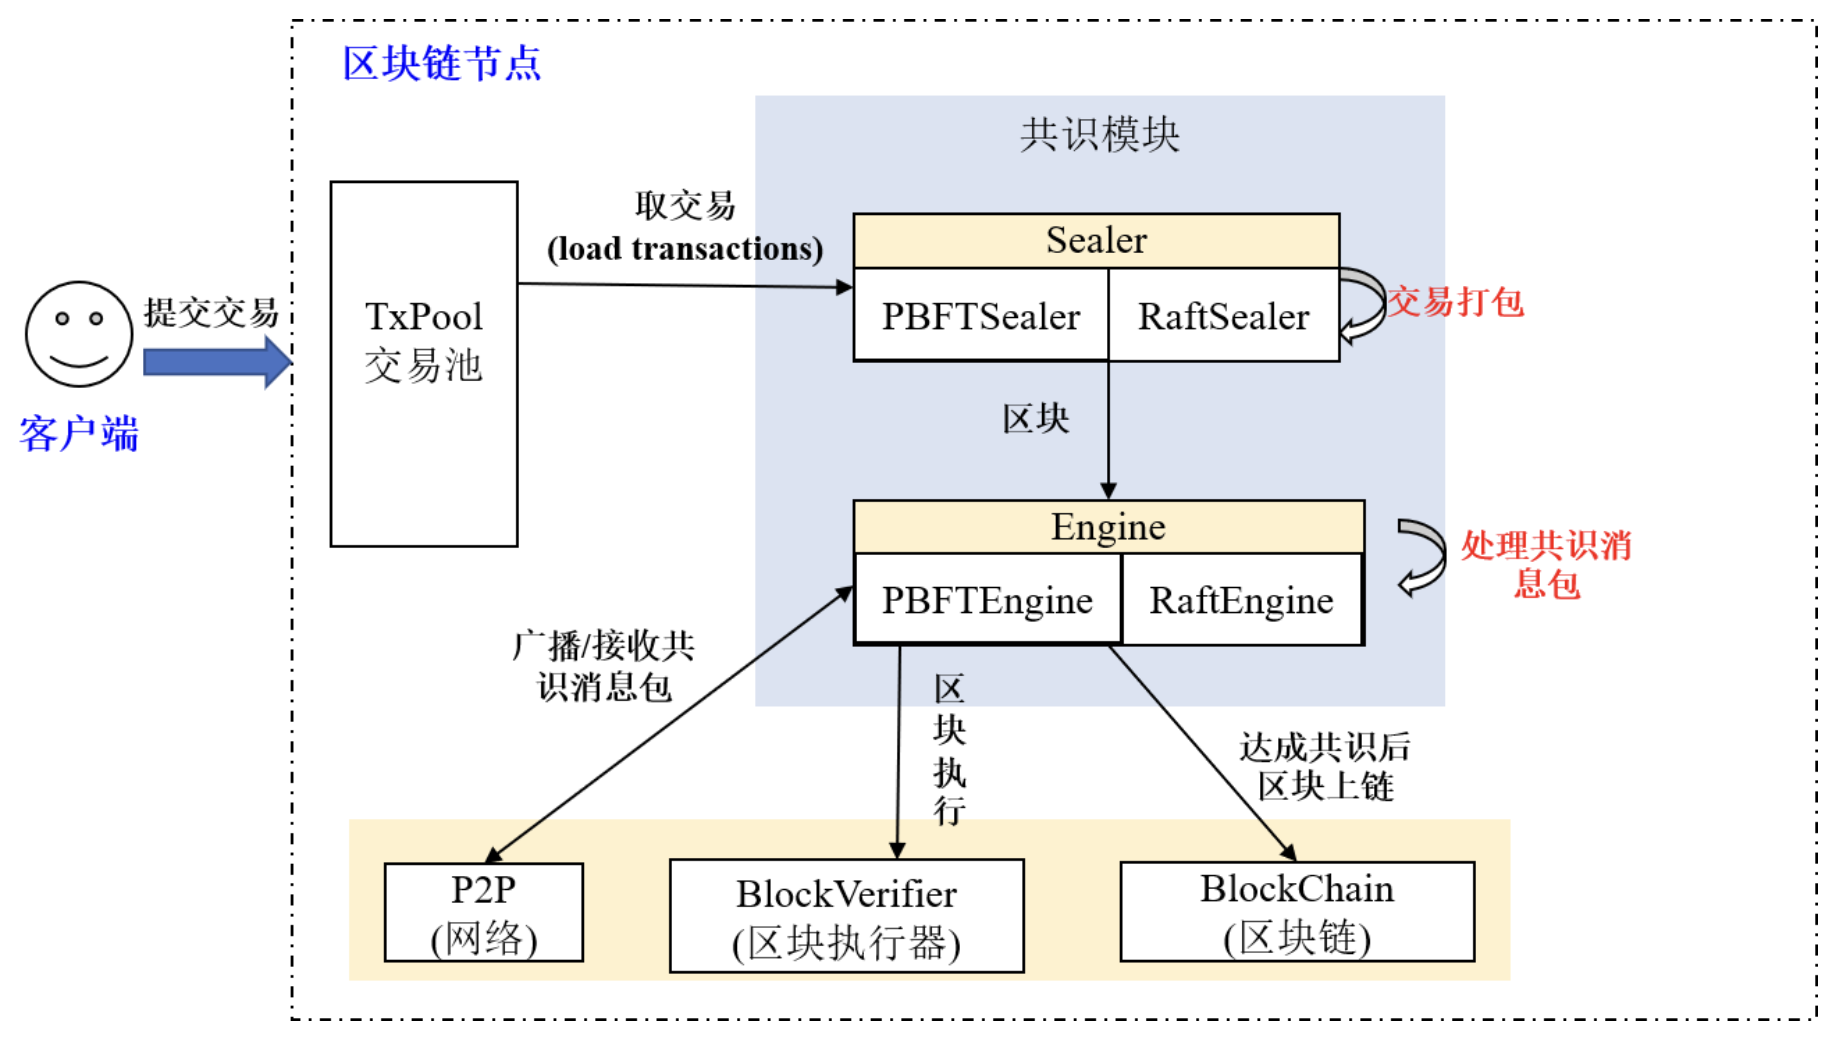 区块链节点
共识模块
取交易
(load transactions)
Sealer
PBFTSealer
RaftSealer
交易打包
提交交易
客户端
TxPool
交易池
区块
Engine
PBFTEngine
RaftEngine
处理共识消
息包
广播/接收共
识消息包
区
块
执
行
达成共识后
区块上链
P2P
(网络)
BlockVerifier
(区块执行器)
BlockChain
(区块链)